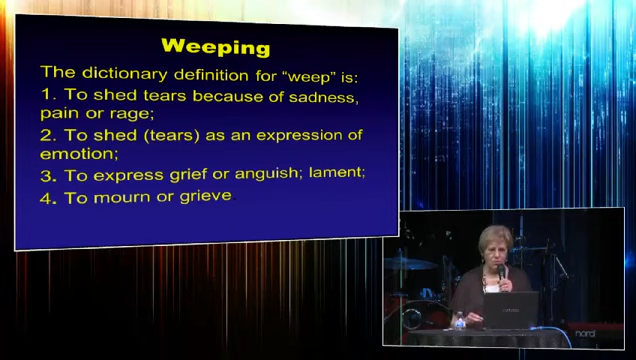 Weeping
The dictionary definition for “weep” is:
1. To shed tears because of sadness,
pain or rage;
2. To shed (tears) as an expression of
emotion;
3. To express grief or anguish; lament;
4. To mourn or grieve
nord